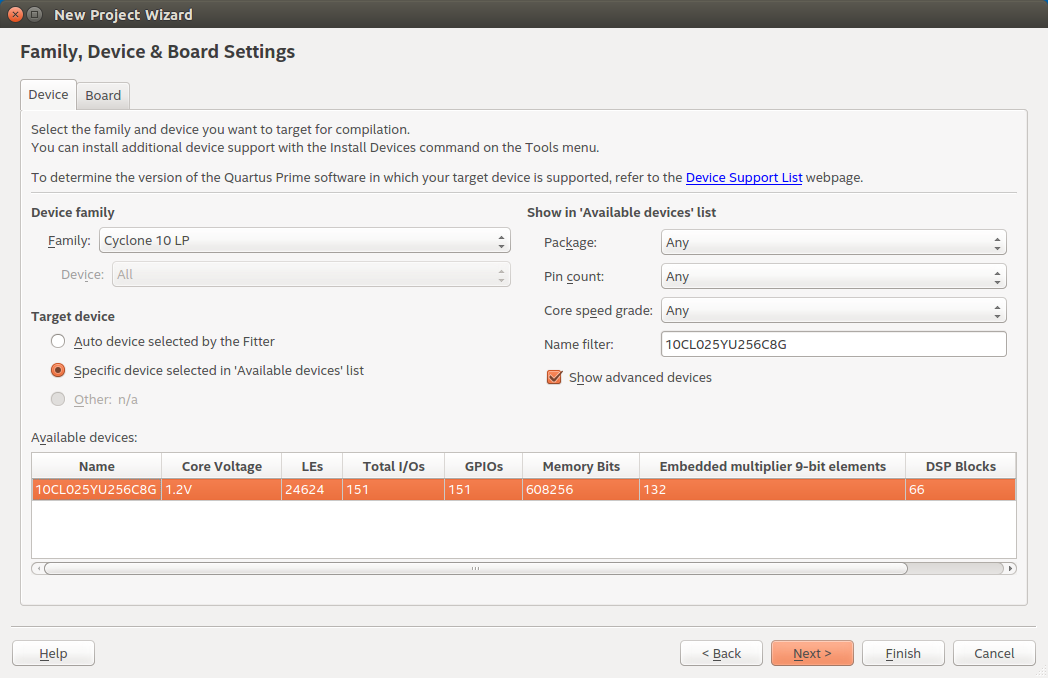 New Project Wizard
Family, Device & Board Settings
Device Board
Select the family and device you want to target for compilation.
You can install additional device support with the Install Devices command on the Tools menu.
To determine the version of the Quartus Prime software in which your target device is supported, refer to the Device Support List webpage.
Device family
Family: Cyclone 10 LP
Device: All
Target device
Auto device selected by the Fitter
Specific device selected in 'Available devices' list
Other: n/a
Show in 'Available devices' list
Package: Any
Pin count: Any
Core speed grade: Any
Name filter: 10CL025YU256C8G
Show advanced devices
Available devices:
Name Core Voltage LEs Total I/Os GPIOs Memory Bits Embedded multiplier 9-bit elements DSP Blocks
10CL025YU256C8G 1.2V 24624 151 151 608256 132 66
Help < Back Next > Finish Cancel